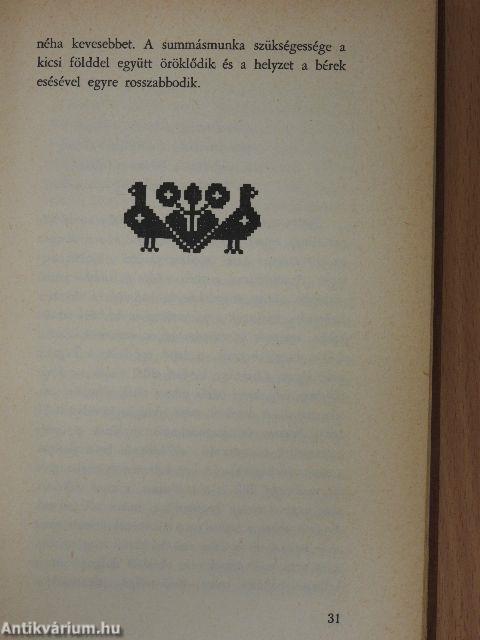 néha kevesebbet. A summásmunka szükségessége a
kicsi földdel együtt öröklődik és a helyzet a bérek
esésével egyre rosszabbodik.
31
Antikvárium.hu